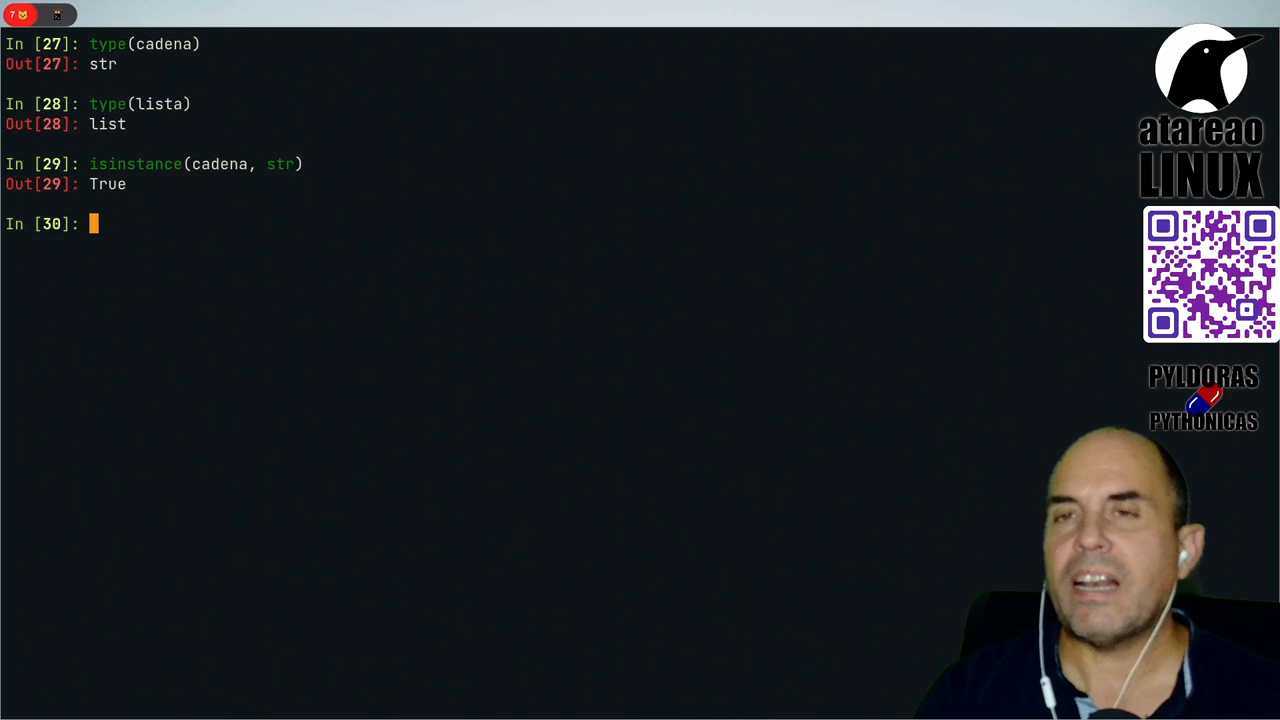 7
In [27]: type(cadena)
Out[27]: str
In [28]: type(lista)
Out[28]: list
In [29]: isinstance(cadena, str)
Out[29]: True
In [30]:
atareao
LINUX
PYLDORAS
PYTHONICAS